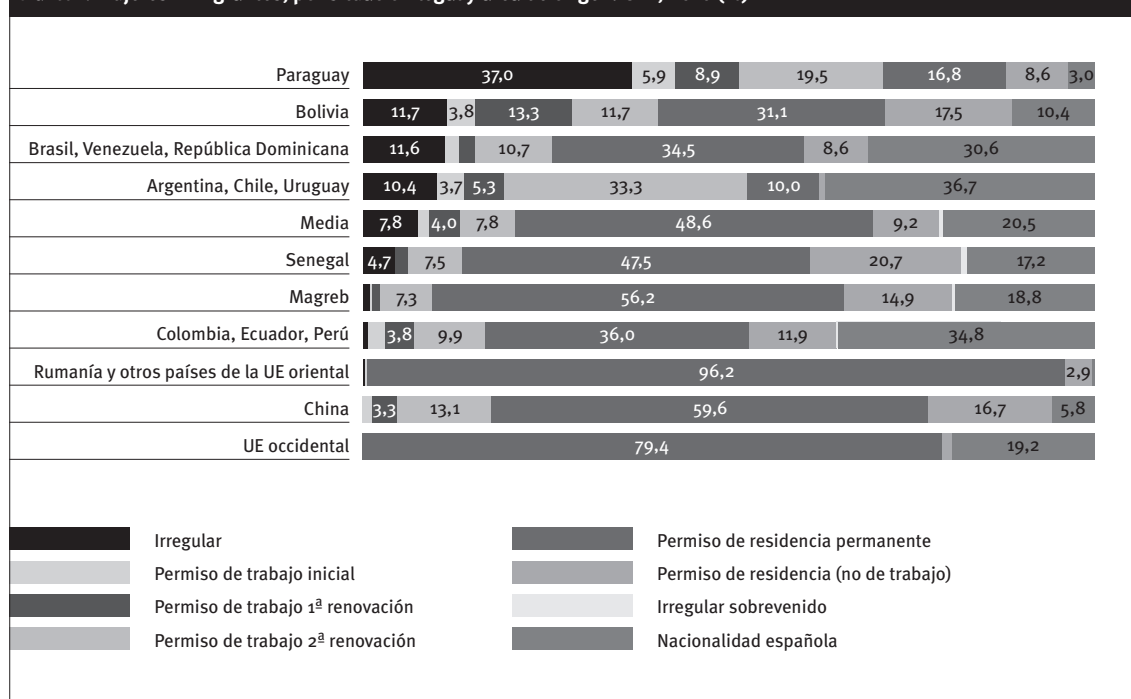 Paraguay 37,0 5,9 8,9 19,5 16,8 8,6 3,0
Bolivia 11,7 3,8 13,3 11,7 31,1 17,5 10,4
Brasil, Venezuela, República Dominicana 11,6 10,7 34,5 8,6 30,6
Argentina, Chile, Uruguay 10,4 3,7 5,3 33,3 10,0 36,7
Media 7,8 4,0 7,8 48,6 9,2 20,5
Senegal 4,7 7,5 47,5 20,7 17,2
Magreb 7,3 56,2 14,9 18,8
Colombia, Ecuador, Perú 3,8 9,9 36,0 11,9 34,8
Rumanía y otros países de la UE oriental 96,2 2,9
China 3,3 13,1 59,6 16,7 5,8
UE occidental 79,4 19,2
Irregular
Permiso de trabajo inicial
Permiso de trabajo 1ª renovación
Permiso de trabajo 2ª renovación
Permiso de residencia permanente
Permiso de residencia (no de trabajo)
Irregular sobrevenido
Nacionalidad española